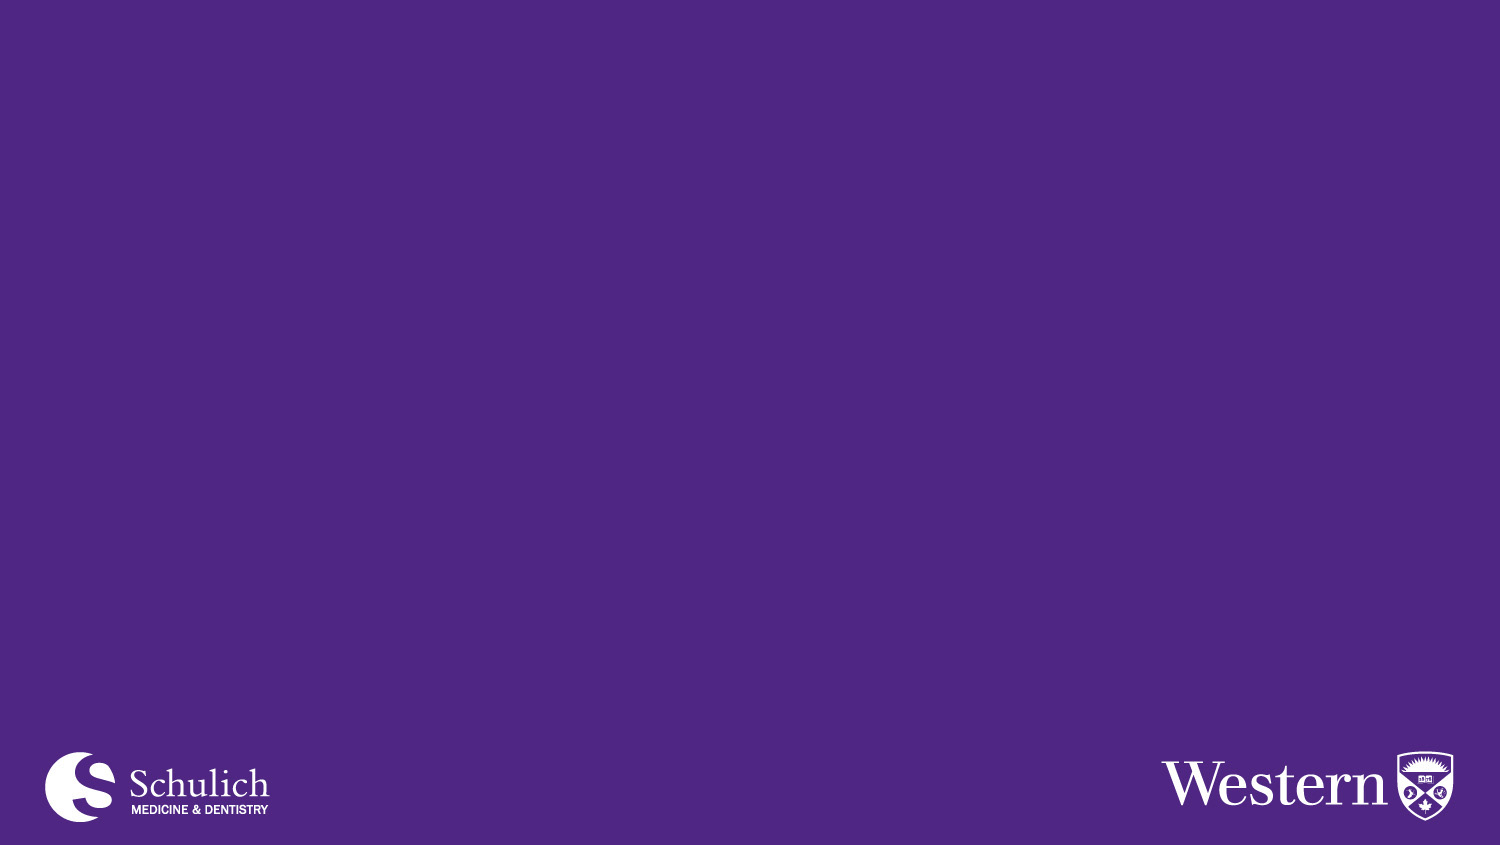 Schulich
MEDICINE & DENTISTRY
Western